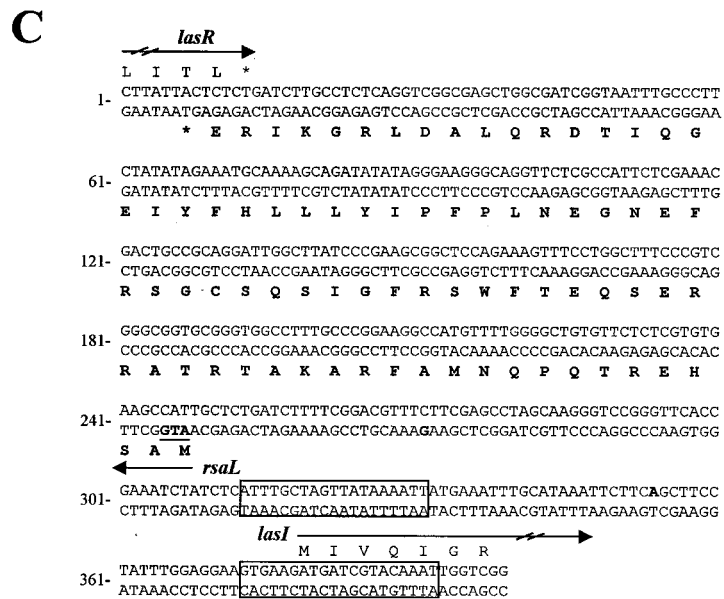 C
lasR
L I T L *
CTTATTACTCTCTGATCTTGCCTCTCAGGTCGGCGAGCTGGCGATCGGTAATTTGCCCTT
1-
GAATAATGAGAGACTAGAACGGAGAGTCCAGCCGCTCGACCGCTAGCCATTAAACGGGAA
* E R I K G R L D A L Q R D T I Q G
CTATATAGAAATGCAAAAGCAGATATATAGGGAAGGGCAGGTTCTCGCCATTCTCGAAAC
61-
GATATATCTTTACGTTTTCGTCTATATATCCCTTCCCGTCCAAGAGCGGTAAGAGCTTTG
E I Y F H L L L Y I P F P L N E G N E F
GACTGCCGCAGGATTGGCTTATCCCGAAGCGGCTCCAGAAAGTTTCCTGGCTTTCCCGTC
121-
CTGACGGCGTCCTAACCGAATAGGGCTTCGCCGAGGTCTTTCAAAGGACCGAAAGGGCAG
R S G C S Q S I G F R S W F T E Q S E R
GGGCGGTGCGGGTGGCCTTTGCCCGGAAGGCCATGTTTTGGGGCTGTGTTCTCTCGTGTG
181-
CCCGCCACGCCCACCGGAAACGGGCCTTCCGGTACAAAACCCCGACACAAGAGAGCACAC
R A T R T A K A R F A M N Q P Q T R E H
AAGCCATTGCTCTGATCTTTTCGGACGTTTCTTCGAGCCTAGCAAGGGTCCGGGTTCACC
241-
TTCGGTAACGAGACTAGAAAAGCCTGCAAAGAAGCTCGGATCGTTCCCAGGCCCAAGTGG
S A M
rsaL
GAAATCTATCTCATTTGCTAGTTATAAAATTATGAAATTTGCATAAATTCTTCAGCTTCC
301-
CTTTAGATAGAGTAAACGATCAATATTTTAATACTTTAAACGTATTTAAGAAGTCGAAGG
lasI
M I V Q I G R
TATTTGGAGGAAGTGAAGATGATCGTACAAATTGGTCGG
361-
ATAAACCTCCTTCACTTCTACTAGCATGTTTAACCAGCC